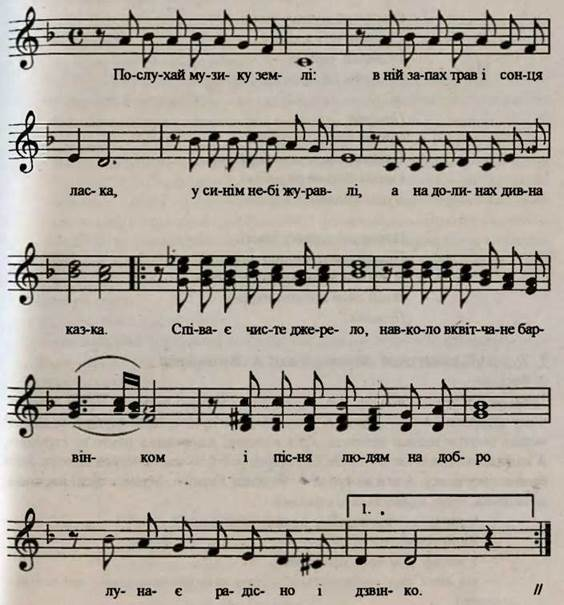 По-слу-хай му-зи- ку зем- лі: в ній за-пах трав і сон-ця
лас- ка, у си-нім не-бі жу-рав- лі, а на до-ли- нах див-на
каз-ка. Спі-ва- є чис-те дже-ре- ло, нав-ко-ло вквіт-ча-не бар-
він- ком і піс-ня лю-дям на доб- ро
1.
лу- на- є ра- діс- но і дзвін- ко. //